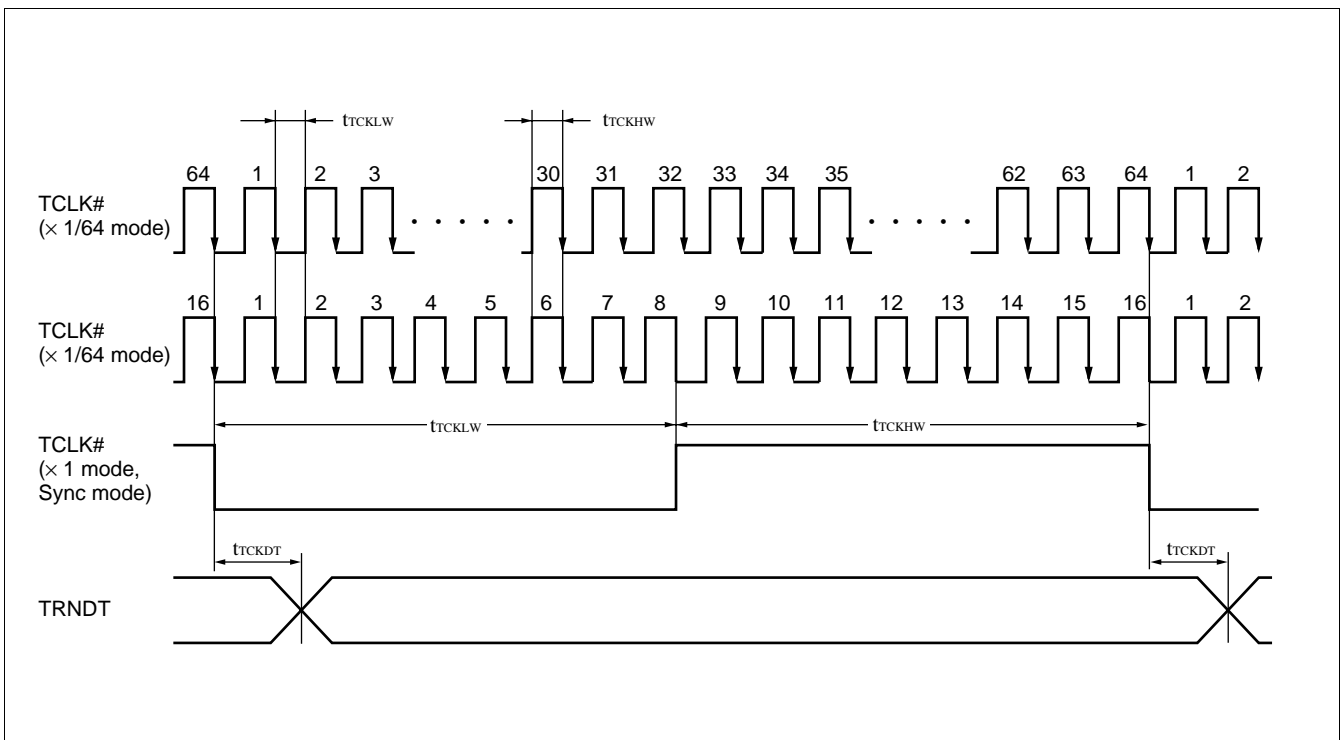 tTCKLW tTCKHW
64 1 2 3 30 31 32 33 34 35 62 63 64 1 2
TCLK#
(× 1/64 mode)
. . . . . . . . . .
16 1 2 3 4 5 6 7 8 9 10 11 12 13 14 15 16 1 2
TCLK#
(× 1/64 mode)
tTCKLW tTCKHW
TCLK#
(× 1 mode,
Sync mode)
tTCKDT tTCKDT
TRNDT